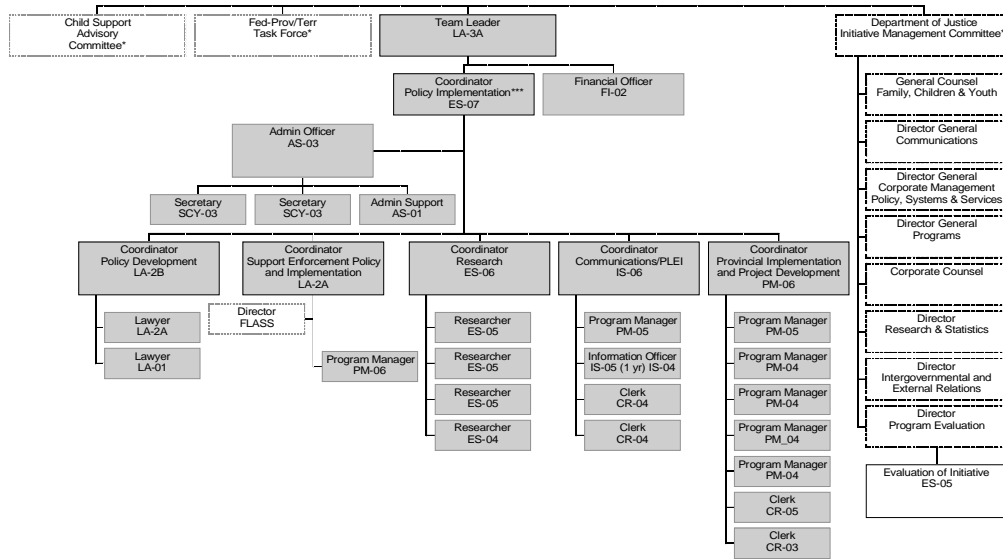 Child Support
Advisory
Committee*
Fed-Prov/Terr
Task Force*
Team Leader
LA-3A
Department of Justice
Initiative Management Committee*
Coordinator
Policy Implementation***
ES-07
Financial Officer
FI-02
Admin Officer
AS-03
Secretary
SCY-03
Secretary
SCY-03
Admin Support
AS-01
Coordinator
Policy Development
LA-2B
Lawyer
LA-2A
Lawyer
LA-01
Coordinator
Support Enforcement Policy
and Implementation
LA-2A
Director
FLASS
Program Manager
PM-06
Coordinator
Research
ES-06
Researcher
ES-05
Researcher
ES-05
Researcher
ES-05
Researcher
ES-04
Coordinator
Communications/PLEI
IS-06
Program Manager
PM-05
Information Officer
IS-05 (1 yr) IS-04
Clerk
CR-04
Clerk
CR-04
Coordinator
Provincial Implementation
and Project Development
PM-06
Program Manager
PM-05
Program Manager
PM-04
Program Manager
PM-04
Program Manager
PM_04
Program Manager
PM-04
Clerk
CR-05
Clerk
CR-03
General Counsel
Family, Children & Youth
Director General
Communications
Director General
Corporate Management
Policy, Systems & Services
Director General
Programs
Corporate Counsel
Director
Research & Statistics
Director
Intergovernmental and
External Relations
Director
Program Evaluation
Evaluation of Initiative
ES-05